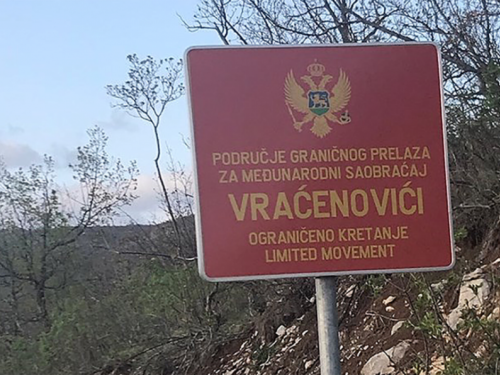 PODRUČJE GRANIČNOG PRELAZA
ZA MEĐUNARODNI SAOBRAĆAJ
VRAĆENOVIĆI
OGRANIČENO KRETANJE
LIMITED MOVEMENT